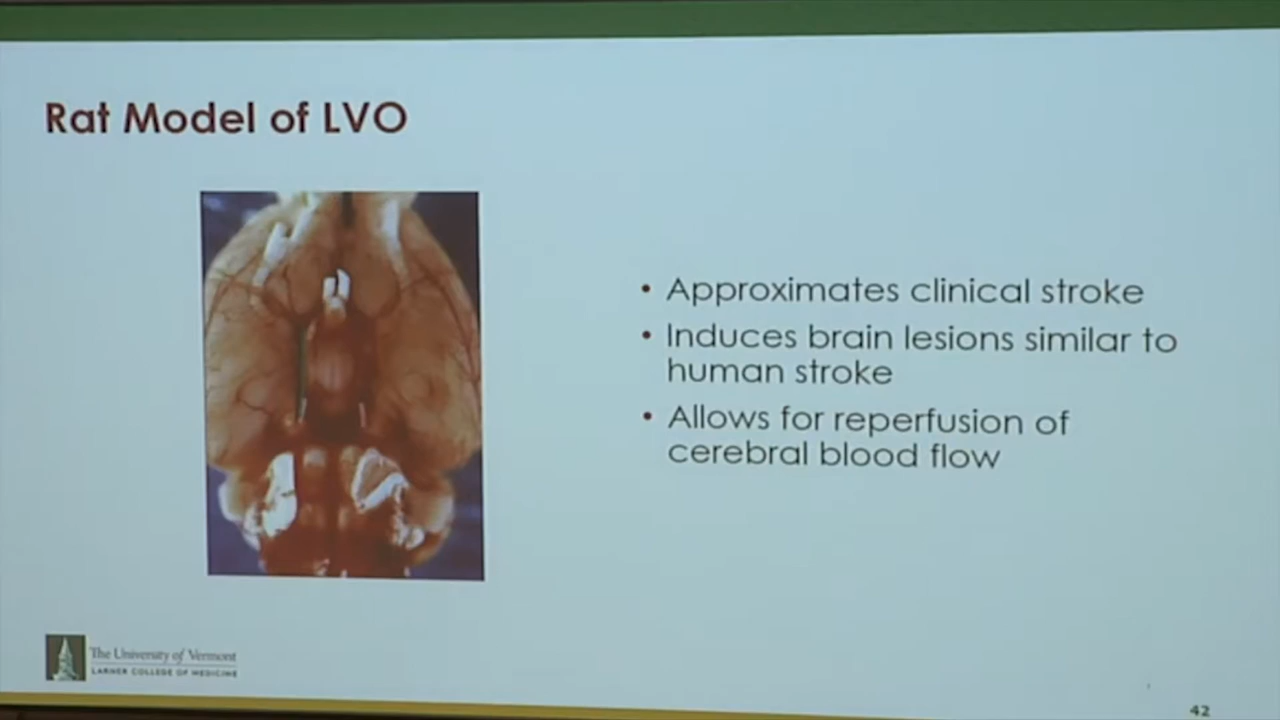 Rat Model of LVO
• Approximates clinical stroke
• Induces brain lesions similar to
human stroke
• Allows for reperfusion of
cerebral blood flow
The University of Vermont
LARNER COLLEGE OF MEDICINE
42